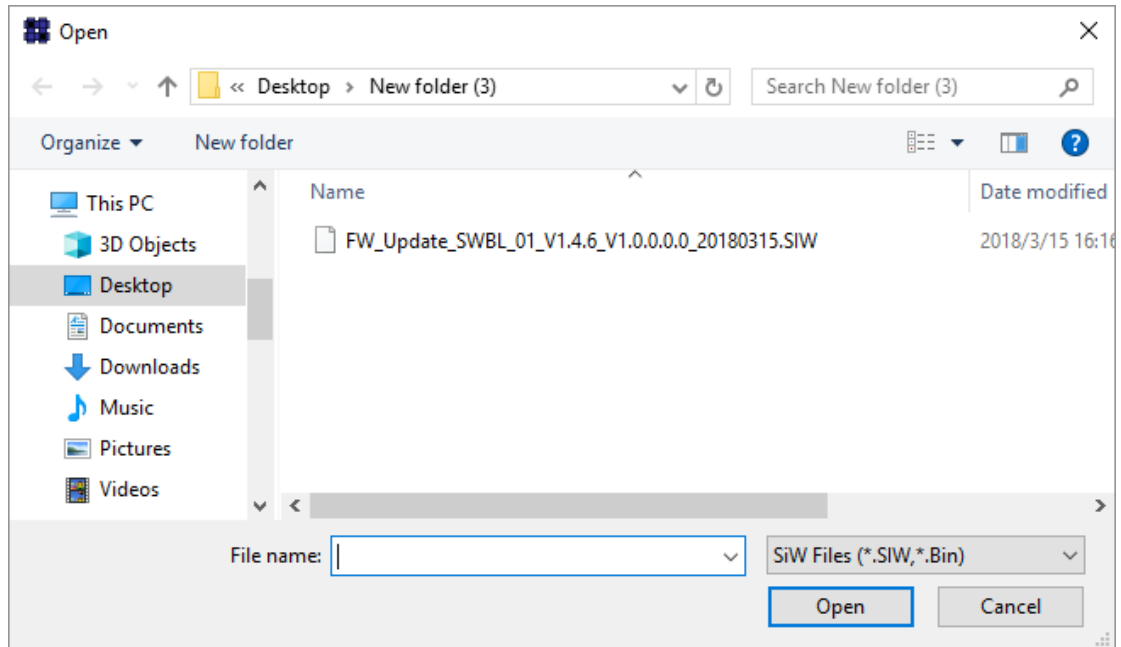 Open
« Desktop > New folder (3)
Search New folder (3)
Organize
New folder
?
This PC
3D Objects
Desktop
Documents
Downloads
Music
Pictures
Videos
Name
Date modified
FW_Update_SWBL_01_V1.4.6_V1.0.0.0.0_20180315.SIW
2018/3/15 16:16
File name:
SiW Files (*.SIW,*.Bin)
Open
Cancel